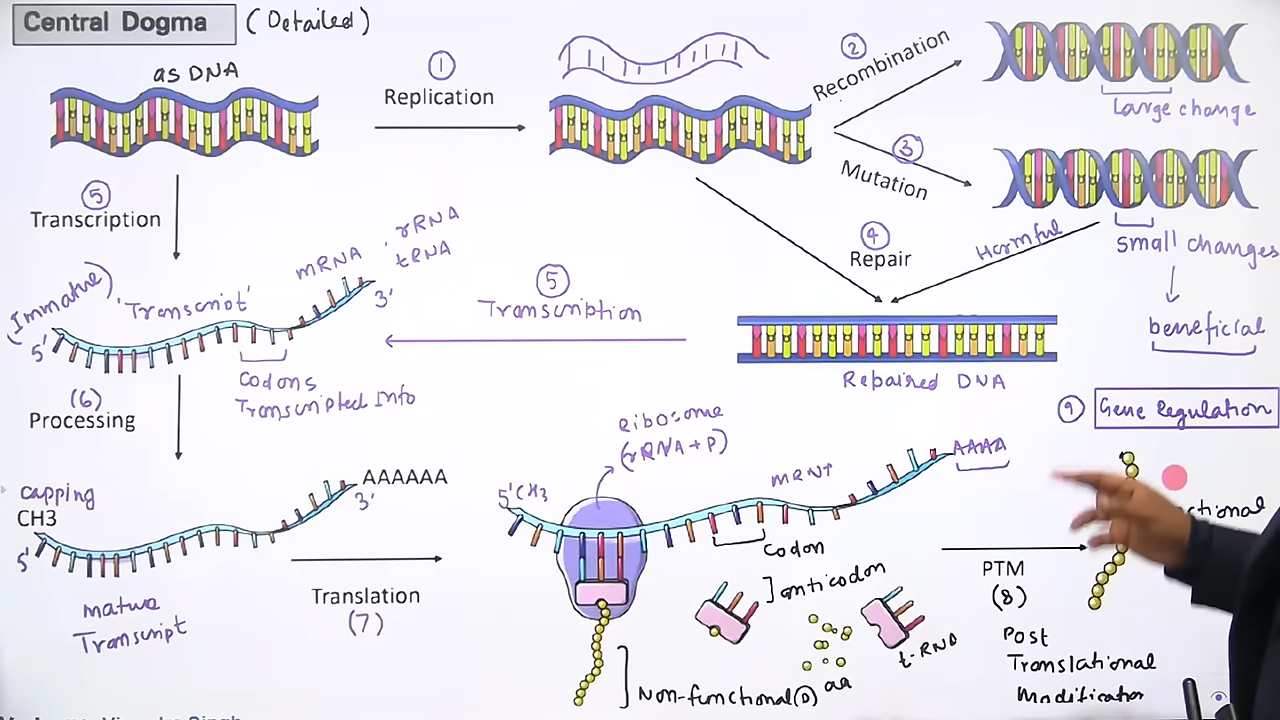 Central Dogma
(Detailed)
as DNA
1
Replication
2
Recombination
Large change
3
Mutation
Small changes
beneficial
4
Repair
Harmful
Repaired DNA
5
Transcription
mRNA, rRNA
tRNA
(Immature)
'Transcript'
5'
3'
Codons
Transcripted Info
5
Transcription
(6)
Processing
capping
CH3
5'
AAAAAA
3'
matwe
Transcript
Translation
(7)
Ribosome
(rRNA+P)
5'CH3
mRNA
AAAA
Codon
anticodon
t-RNA
aa
Non-functional(P)
PTM
(8)
Post
Translational
Modification
9
Gene Regulation
ctional